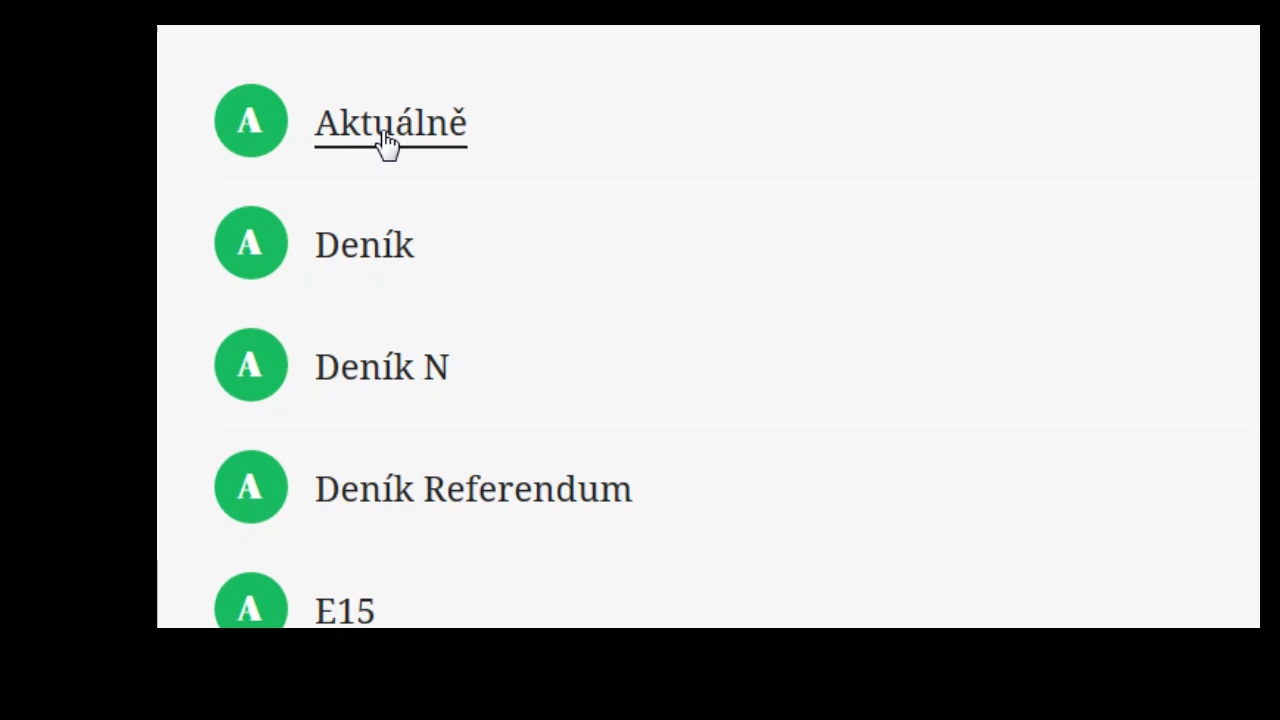 A Aktuálně
A Deník
A Deník N
A Deník Referendum
A E15